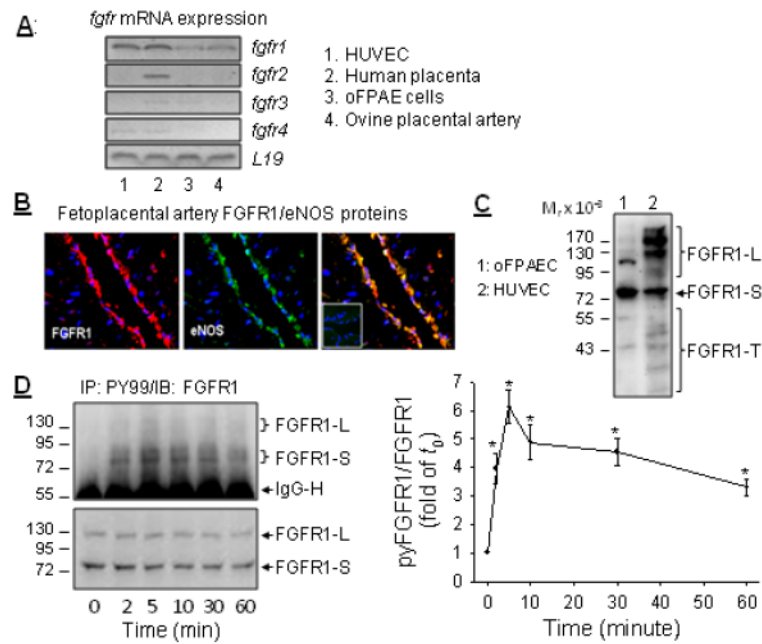 A:
fgfr mRNA expression
fgfr1
fgfr2
fgfr3
fgfr4
L19
1 2 3 4
1. HUVEC
2. Human placenta
3. oFPAE cells
4. Ovine placental artery
B
Fetoplacental artery FGFR1/eNOS proteins
FGFR1
eNOS
C
Mr x 10⁻³
1 2
170
130
95
72
55
43
1: oFPAEC
2: HUVEC
FGFR1-L
FGFR1-S
FGFR1-T
D
IP: PY99/IB: FGFR1
130
95
72
55
FGFR1-L
FGFR1-S
IgG-H
130
95
72
FGFR1-L
FGFR1-S
0 2 5 10 30 60
Time (min)
pyFGFR1/FGFR1
(fold of t0)
7
6
5
4
3
2
1
0
* * * * *
0 10 20 30 40 50 60
Time (minute)